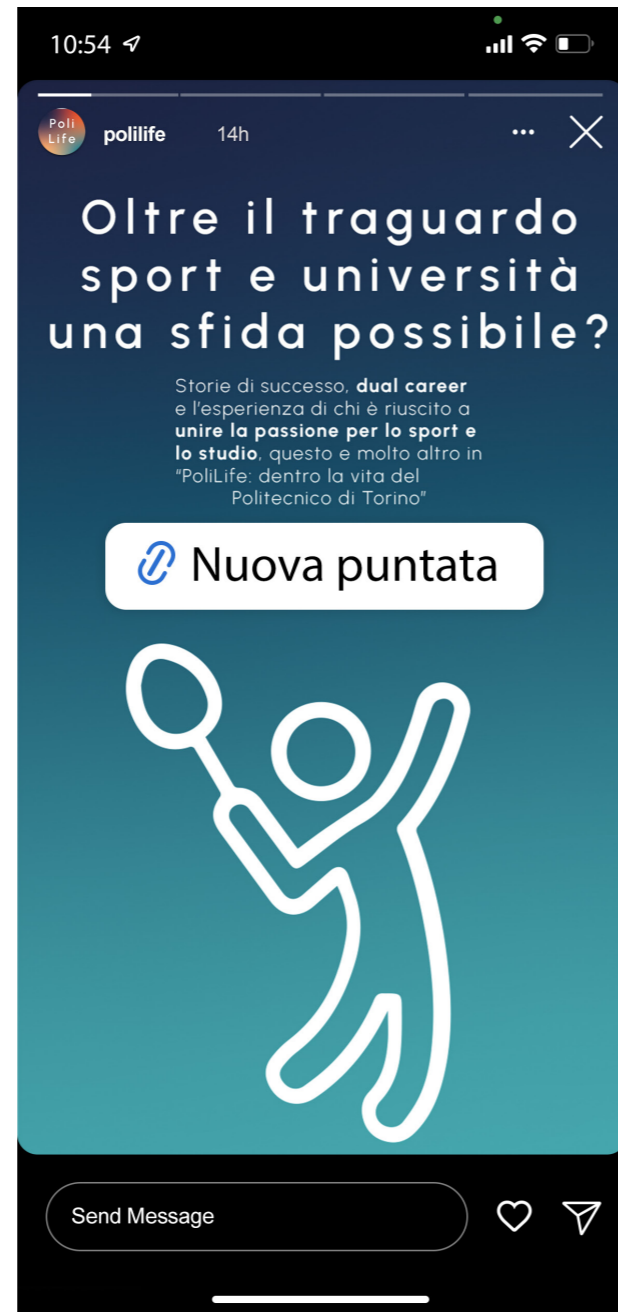 10:54
Poli
Life
polilife 14h
Oltre il traguardo
sport e università
una sfida possibile?
Storie di successo, dual career
e l'esperienza di chi è riuscito a
unire la passione per lo sport e
lo studio, questo e molto altro in
"PoliLife: dentro la vita del
Politecnico di Torino"
Nuova puntata
Send Message